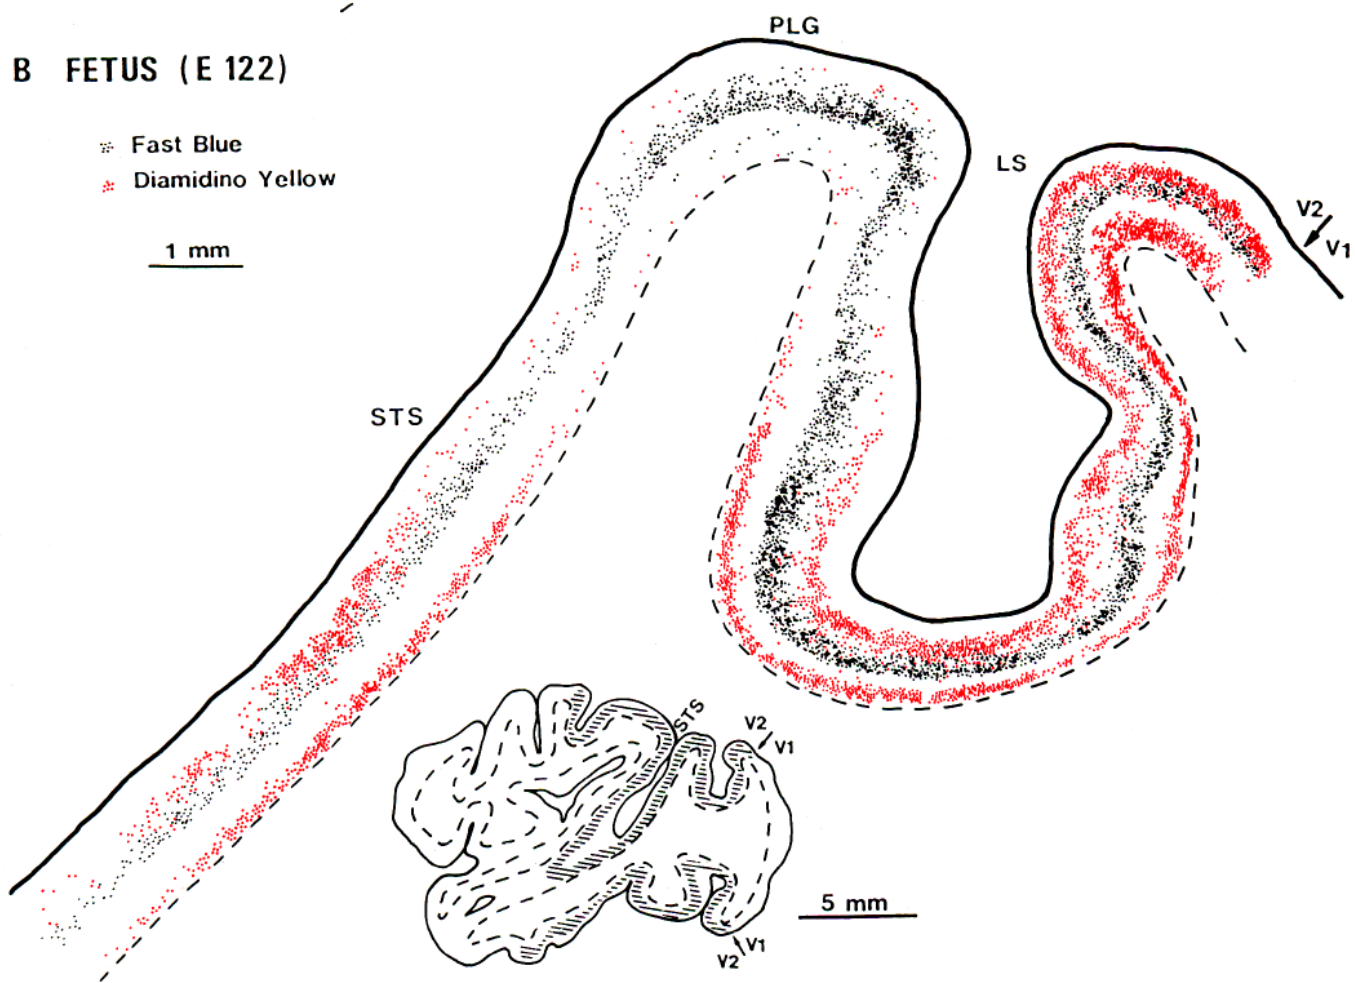 PLG
B FETUS (E 122)
Fast Blue
Diamidino Yellow
1 mm
LS
V2
V1
STS
STS
V2
V1
5 mm
V1
V2